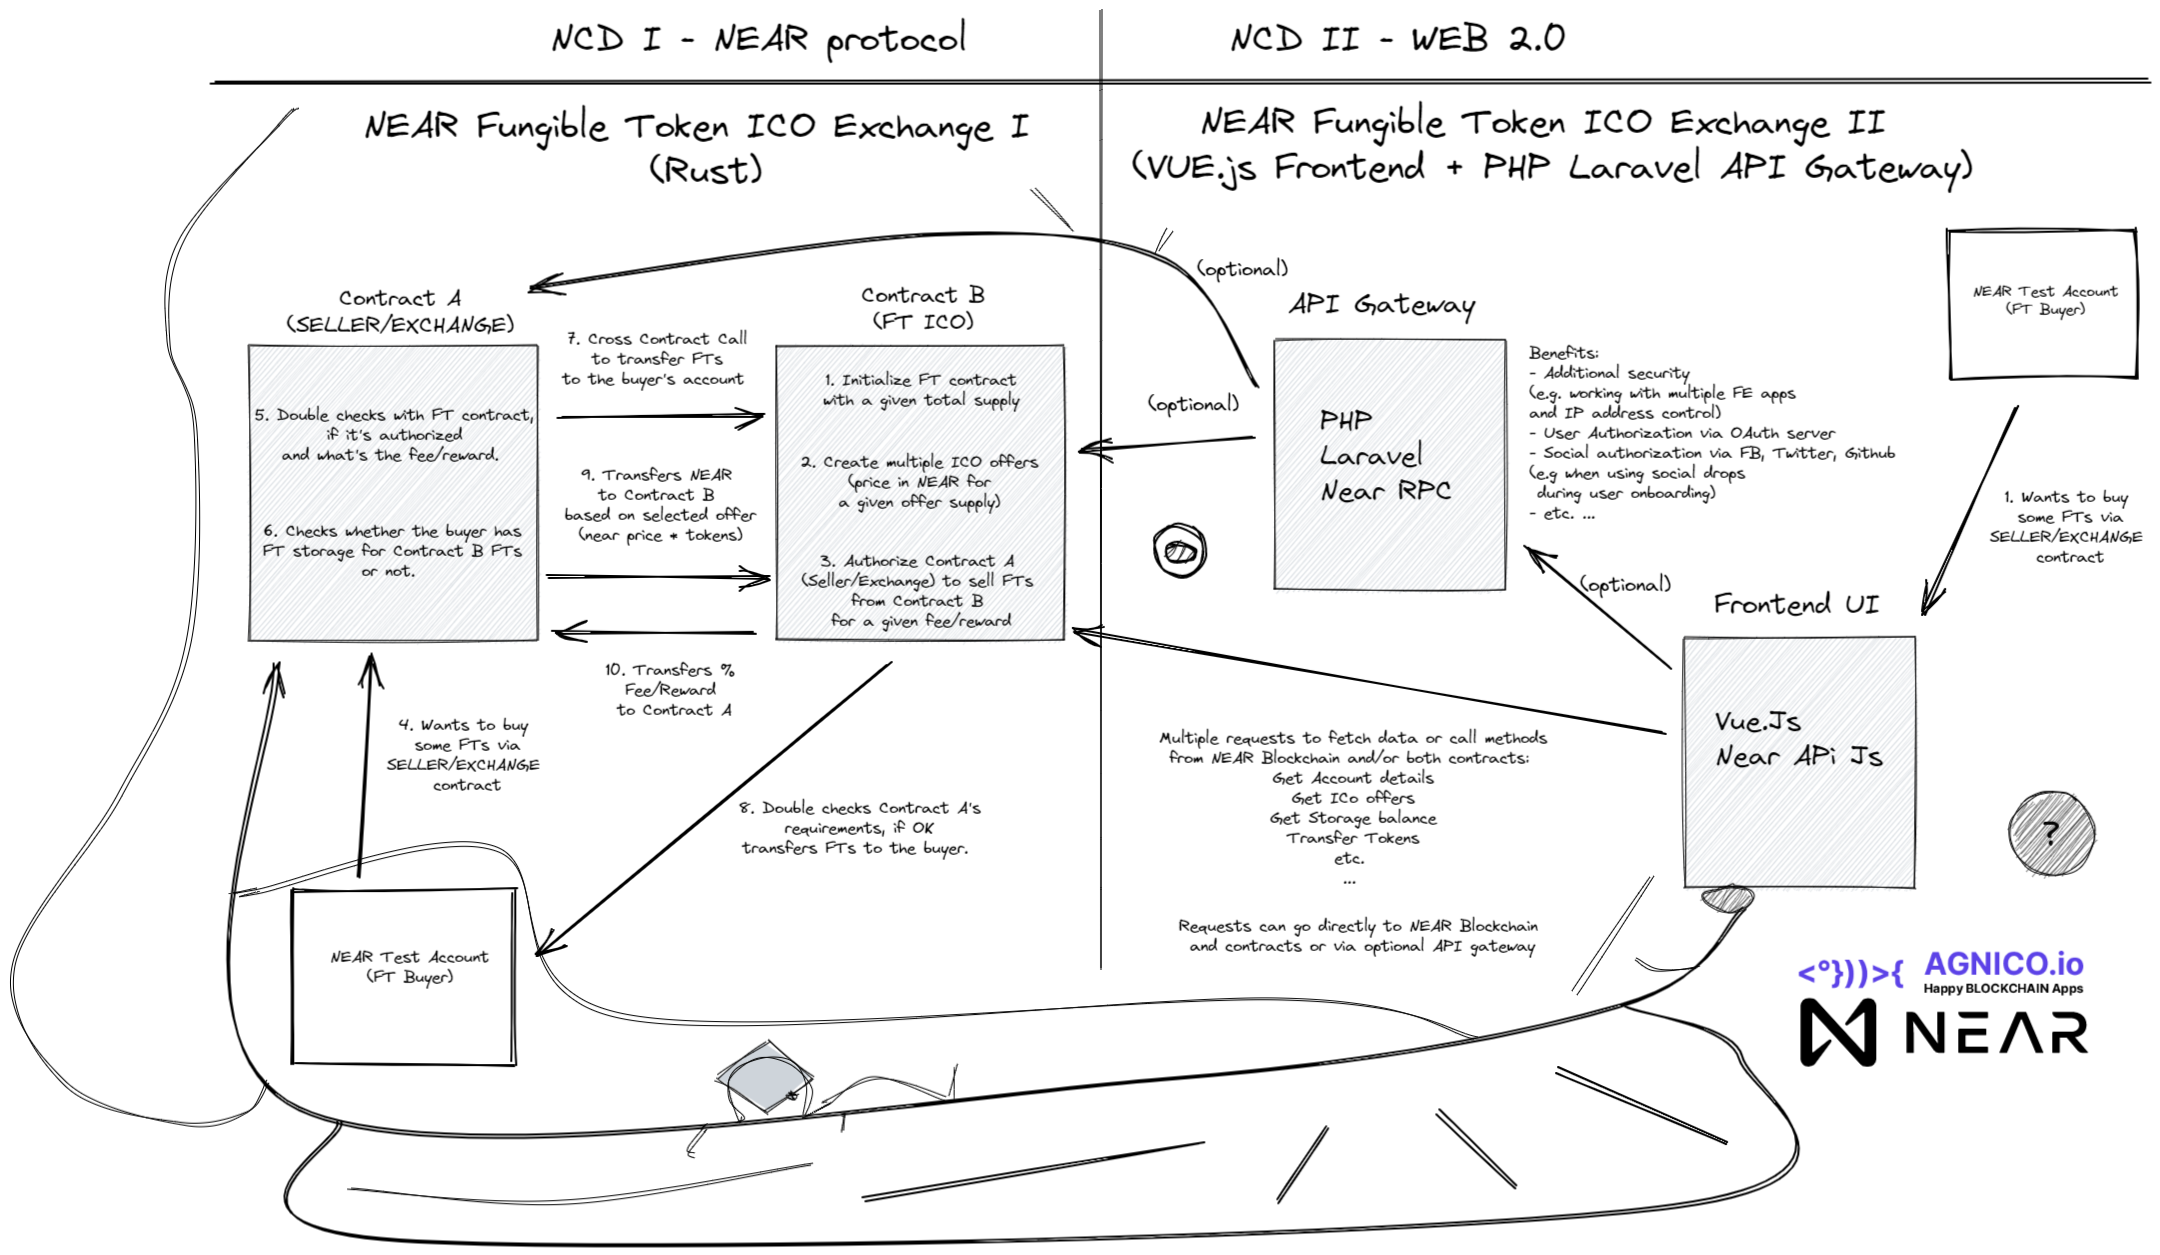 NCD I - NEAR protocol
NCD II - WEB 2.0
NEAR Fungible Token ICO Exchange I
(Rust)
NEAR Fungible Token ICO Exchange II
(VUE.js Frontend + PHP Laravel API Gateway)
Contract A
(SELLER/EXCHANGE)
5. Double checks with FT contract,
if it's authorized
and what's the fee/reward.
6. Checks whether the buyer has
FT storage for Contract B FTs
or not.
7. Cross Contract Call
to transfer FTs
to the buyer's account
9. Transfers NEAR
to Contract B
based on selected offer
(near price * tokens)
10. Transfers %
Fee/Reward
to Contract A
Contract B
(FT ICO)
1. Initialize FT contract
with a given total supply
2. Create multiple ICO offers
(price in NEAR for
a given offer supply)
3. Authorize Contract A
(Seller/Exchange) to sell FTs
from Contract B
for a given fee/reward
4. Wants to buy
some FTs via
SELLER/EXCHANGE
contract
8. Double checks Contract A's
requirements, if OK
transfers FTs to the buyer.
NEAR Test Account
(FT Buyer)
(optional)
(optional)
API Gateway
PHP
Laravel
Near RPC
Benefits:
- Additional security
(e.g. working with multiple FE apps
and IP address control)
- User Authorization via OAuth server
- Social authorization via FB, Twitter, Github
(e.g when using social drops
during user onboarding)
- etc. ...
NEAR Test Account
(FT Buyer)
1. Wants to buy
some FTs via
SELLER/EXCHANGE
contract
(optional)
Frontend UI
Vue.Js
Near APi Js
?
Multiple requests to fetch data or call methods
from NEAR Blockchain and/or both contracts:
Get Account details
Get ICo offers
Get Storage balance
Transfer Tokens
etc.
...
Requests can go directly to NEAR Blockchain
and contracts or via optional API gateway
<°}))>{ AGNICO.io
Happy BLOCKCHAIN Apps
NEAR